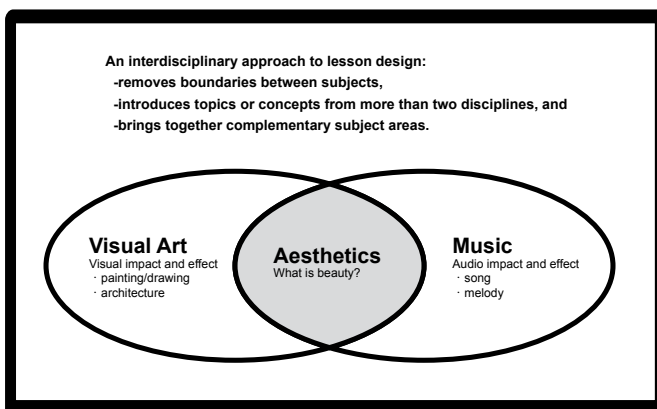 An interdisciplinary approach to lesson design:
-removes boundaries between subjects,
-introduces topics or concepts from more than two disciplines, and
-brings together complementary subject areas.
Visual Art
Visual impact and effect
· painting/drawing
· architecture
Aesthetics
What is beauty?
Music
Audio impact and effect
· song
· melody